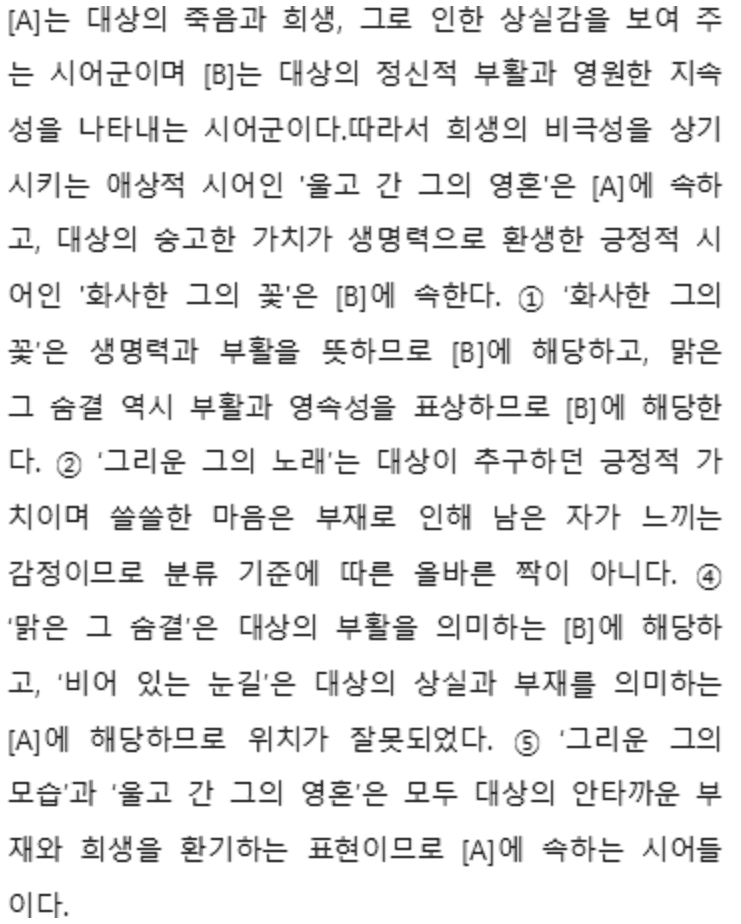 [A]는 대상의 죽음과 희생, 그로 인한 상실감을 보여 주
는 시어군이며 [B]는 대상의 정신적 부활과 영원한 지속
성을 나타내는 시어군이다.따라서 희생의 비극성을 상기
시키는 애상적 시어인 '울고 간 그의 영혼'은 [A]에 속하
고, 대상의 숭고한 가치가 생명력으로 환생한 긍정적 시
어인 '화사한 그의 꽃'은 [B]에 속한다. ① '화사한 그의
꽃'은 생명력과 부활을 뜻하므로 [B]에 해당하고, 맑은
그 숨결 역시 부활과 영속성을 표상하므로 [B]에 해당한
다. ② '그리운 그의 노래'는 대상이 추구하던 긍정적 가
치이며 쓸쓸한 마음은 부재로 인해 남은 자가 느끼는
감정이므로 분류 기준에 따른 올바른 짝이 아니다. ④
'맑은 그 숨결'은 대상의 부활을 의미하는 [B]에 해당하
고, '비어 있는 눈길'은 대상의 상실과 부재를 의미하는
[A]에 해당하므로 위치가 잘못되었다. ⑤ '그리운 그의
모습'과 '울고 간 그의 영혼'은 모두 대상의 안타까운 부
재와 희생을 환기하는 표현이므로 [A]에 속하는 시어들
이다.